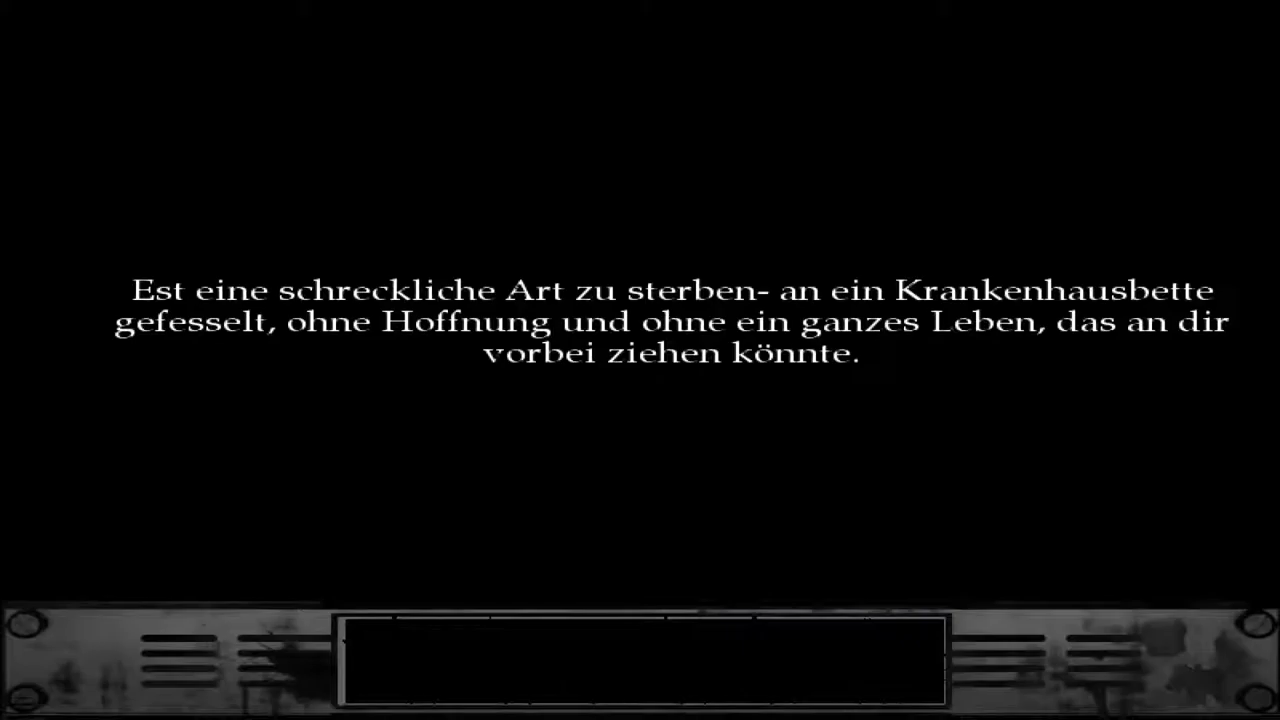 Est eine schreckliche Art zu sterben- an ein Krankenhausbette
gefesselt, ohne Hoffnung und ohne ein ganzes Leben, das an dir
vorbei ziehen könnte.